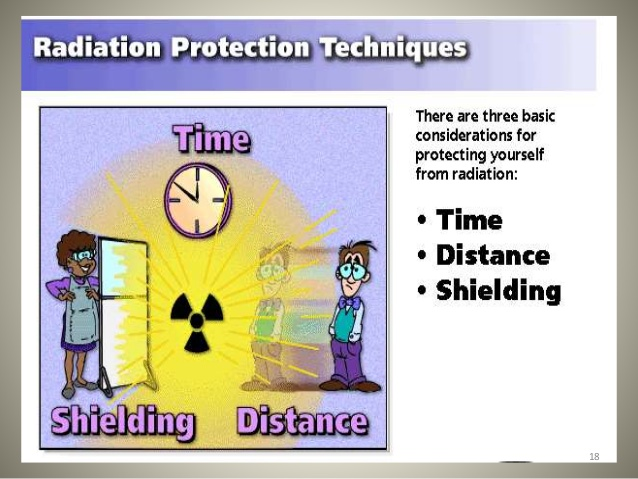 Radiation Protection Techniques
Time
Shielding Distance
There are three basic
considerations for
protecting yourself
from radiation:
• Time
• Distance
• Shielding
18